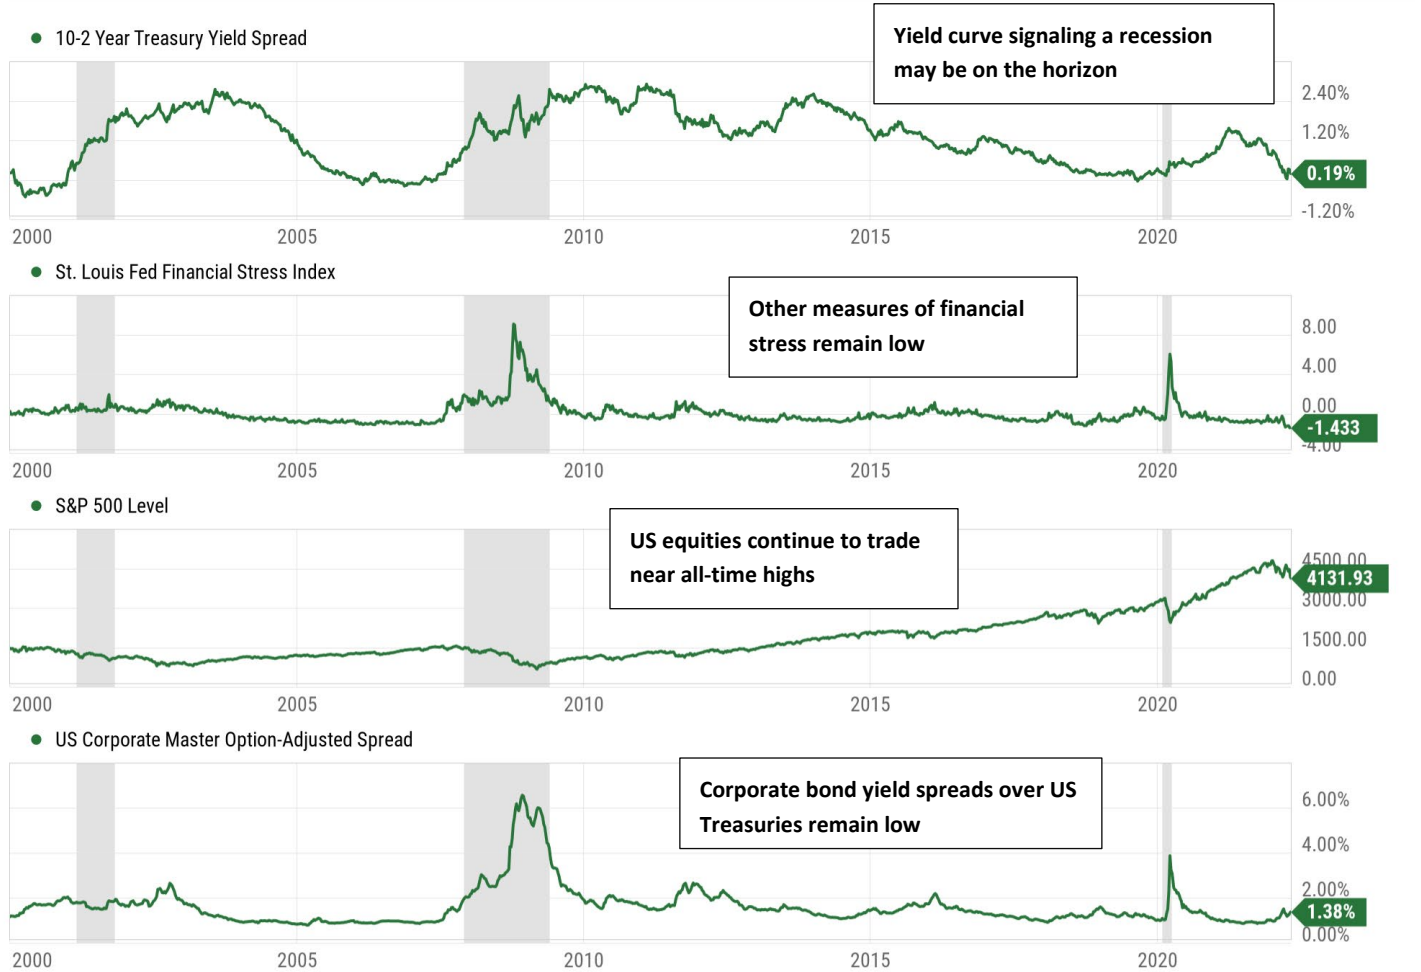 10-2 Year Treasury Yield Spread
Yield curve signaling a recession
may be on the horizon
2.40%
1.20%
0.19%
-1.20%
2000 2005 2010 2015 2020
St. Louis Fed Financial Stress Index
Other measures of financial
stress remain low
8.00
4.00
0.00
-1.433
-4.00
2000 2005 2010 2015 2020
S&P 500 Level
US equities continue to trade
near all-time highs
4500.00
4131.93
3000.00
1500.00
0.00
2000 2005 2010 2015 2020
US Corporate Master Option-Adjusted Spread
Corporate bond yield spreads over US
Treasuries remain low
6.00%
4.00%
2.00%
1.38%
0.00%
2000 2005 2010 2015 2020